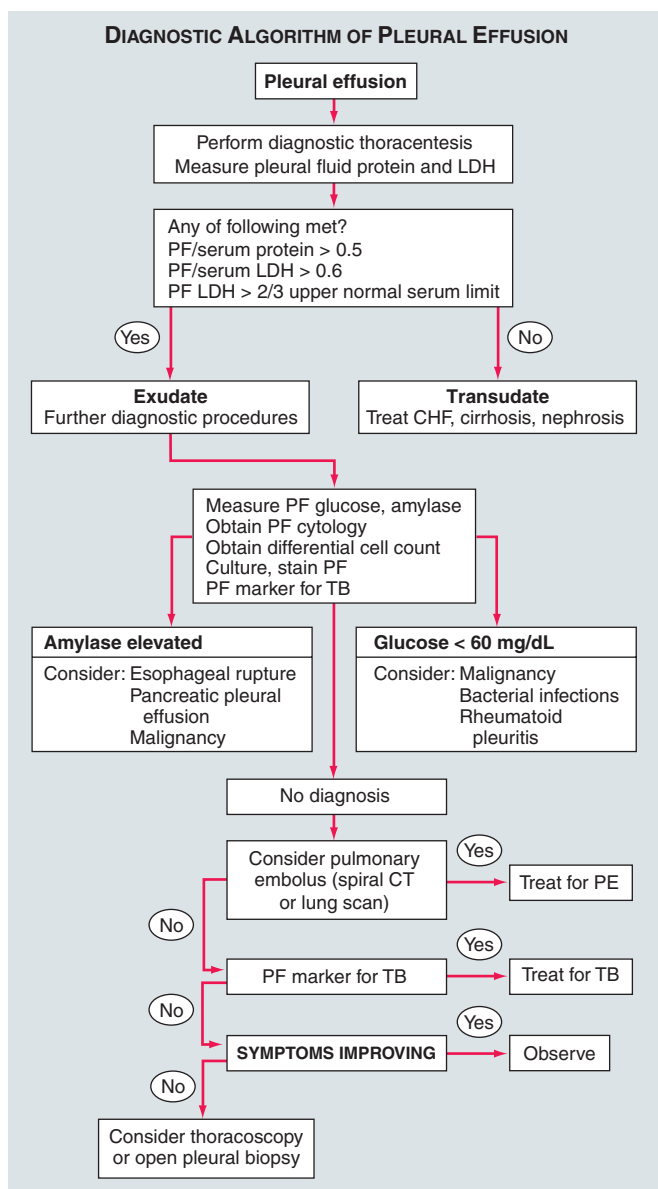 DIAGNOSTIC ALGORITHM OF PLEURAL EFFUSION
Pleural effusion
Perform diagnostic thoracentesis
Measure pleural fluid protein and LDH
Any of following met?
PF/serum protein > 0.5
PF/serum LDH > 0.6
PF LDH > 2/3 upper normal serum limit
Yes
No
Exudate
Further diagnostic procedures
Transudate
Treat CHF, cirrhosis, nephrosis
Measure PF glucose, amylase
Obtain PF cytology
Obtain differential cell count
Culture, stain PF
PF marker for TB
Amylase elevated
Consider: Esophageal rupture
Pancreatic pleural
effusion
Malignancy
Glucose < 60 mg/dL
Consider: Malignancy
Bacterial infections
Rheumatoid
pleuritis
No diagnosis
Consider pulmonary
embolus (spiral CT
or lung scan)
Yes
Treat for PE
No
PF marker for TB
Yes
Treat for TB
No
SYMPTOMS IMPROVING
Yes
Observe
No
Consider thoracoscopy
or open pleural biopsy